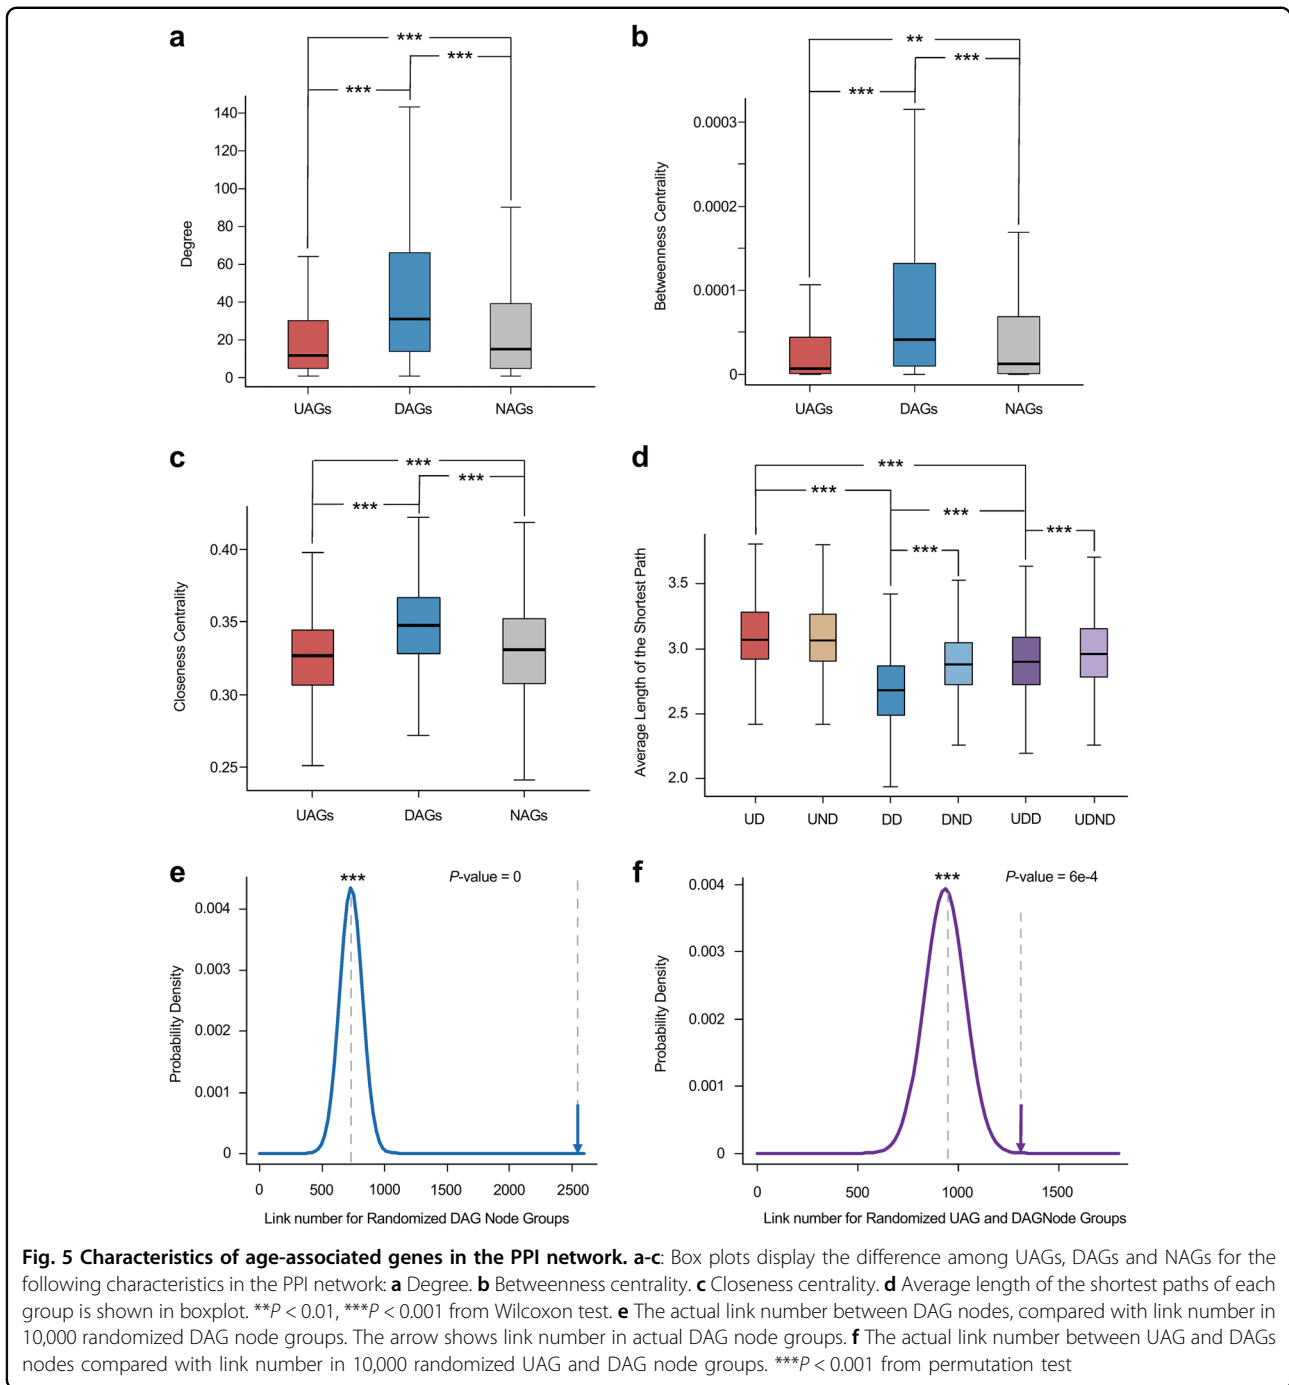 a
***
***
***
140
120
100
80
60
40
20
0
Degree
UAGs DAGs NAGs
b
**
***
***
0.0003
0.0002
0.0001
0
Betweenness Centrality
UAGs DAGs NAGs
c
***
***
***
0.40
0.35
0.30
0.25
Closeness Centrality
UAGs DAGs NAGs
d
***
***
***
***
***
3.5
3.0
2.5
2.0
Average Length of the Shortest Path
UD UND DD DND UDD UDND
e
***
P-value = 0
0.004
0.003
0.002
0.001
0
Probability Density
0 500 1000 1500 2000 2500
Link number for Randomized DAG Node Groups
f
***
P-value = 6e-4
0.004
0.003
0.002
0.001
0
Probability Density
0 500 1000 1500
Link number for Randomized UAG and DAGNode Groups
Fig. 5 Characteristics of age-associated genes in the PPI network. a-c: Box plots display the difference among UAGs, DAGs and NAGs for the
following characteristics in the PPI network: a Degree. b Betweenness centrality. c Closeness centrality. d Average length of the shortest paths of each
group is shown in boxplot. **P < 0.01, ***P < 0.001 from Wilcoxon test. e The actual link number between DAG nodes, compared with link number in
10,000 randomized DAG node groups. The arrow shows link number in actual DAG node groups. f The actual link number between UAG and DAGs
nodes compared with link number in 10,000 randomized UAG and DAG node groups. ***P < 0.001 from permutation test